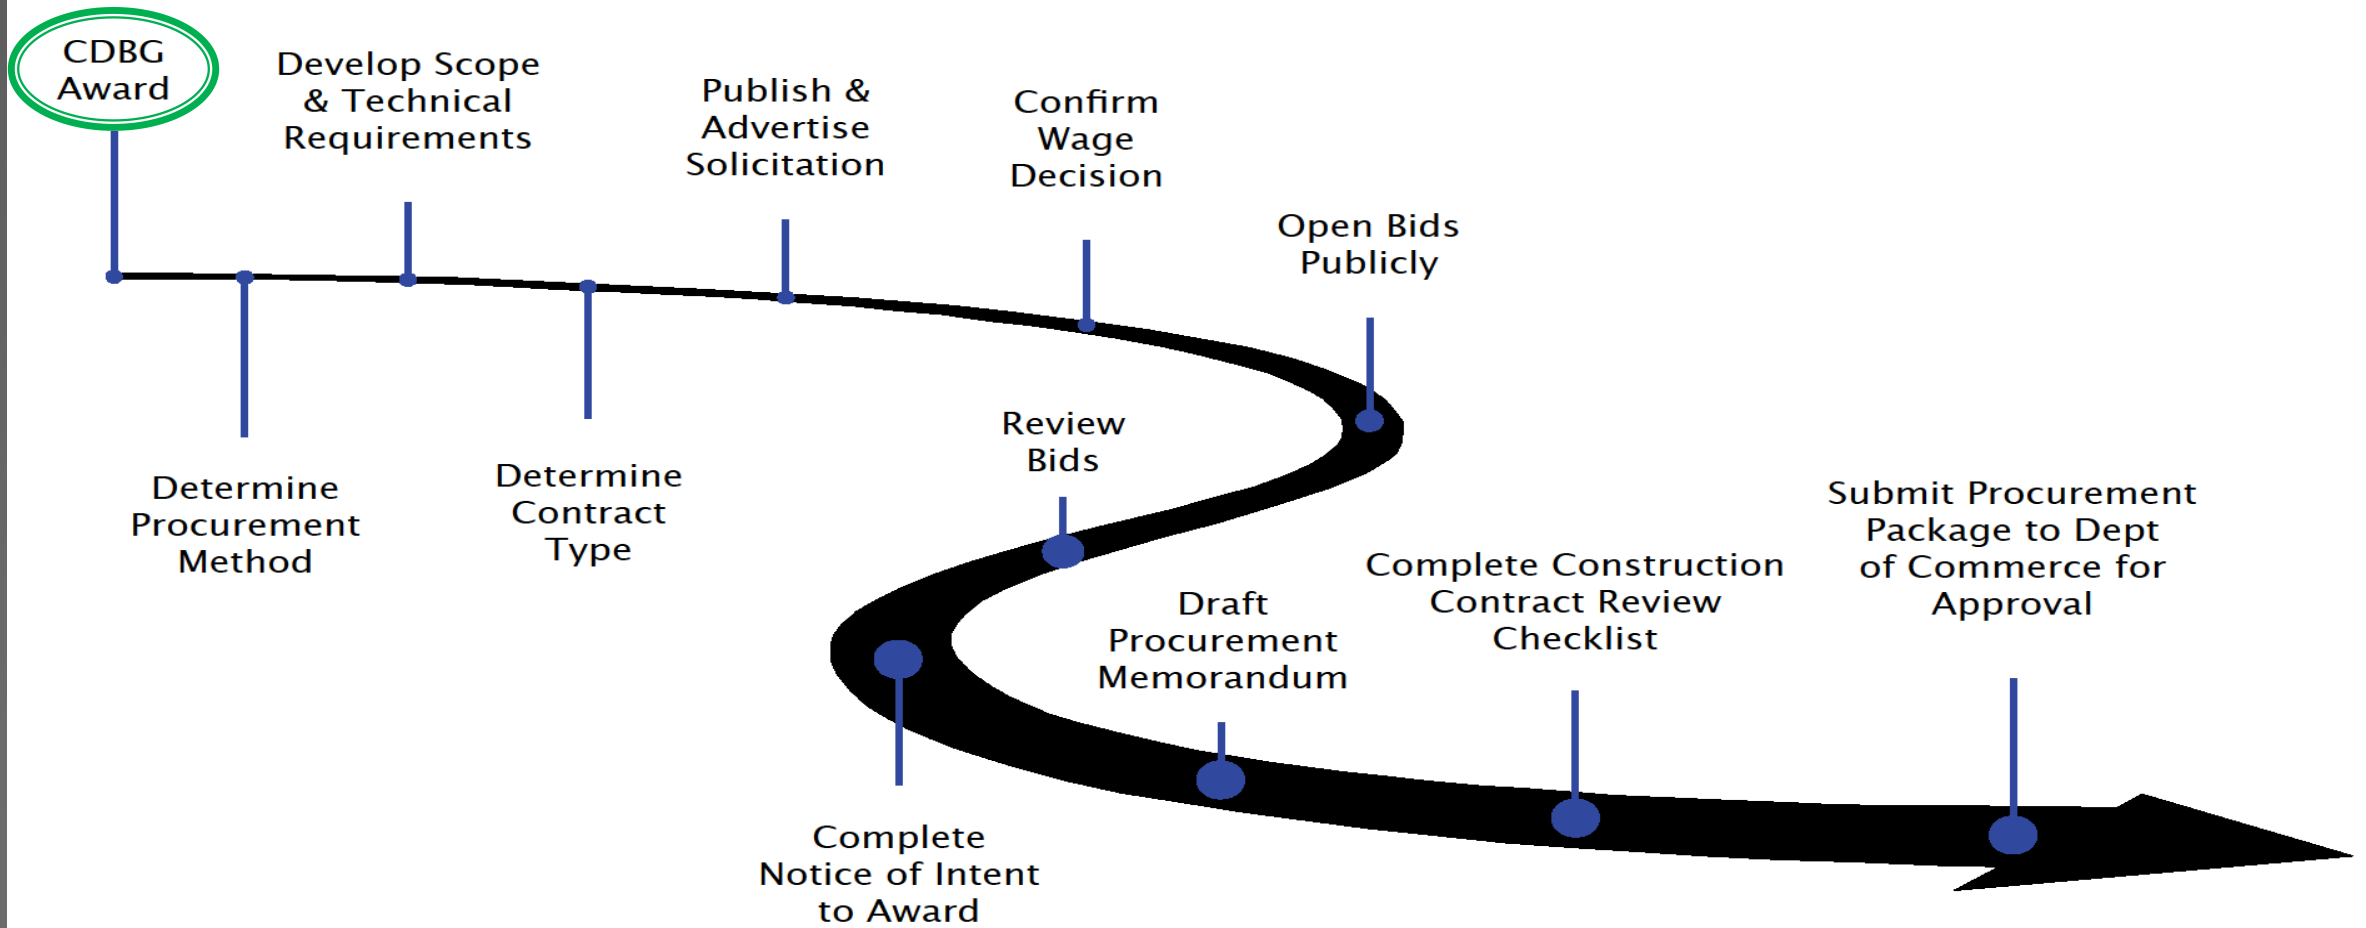 CDBG
Award
Develop Scope
& Technical
Requirements
Publish &
Advertise
Solicitation
Confirm
Wage
Decision
Open Bids
Publicly
Determine
Procurement
Method
Determine
Contract
Type
Review
Bids
Complete
Notice of Intent
to Award
Draft
Procurement
Memorandum
Complete Construction
Contract Review
Checklist
Submit Procurement
Package to Dept
of Commerce for
Approval